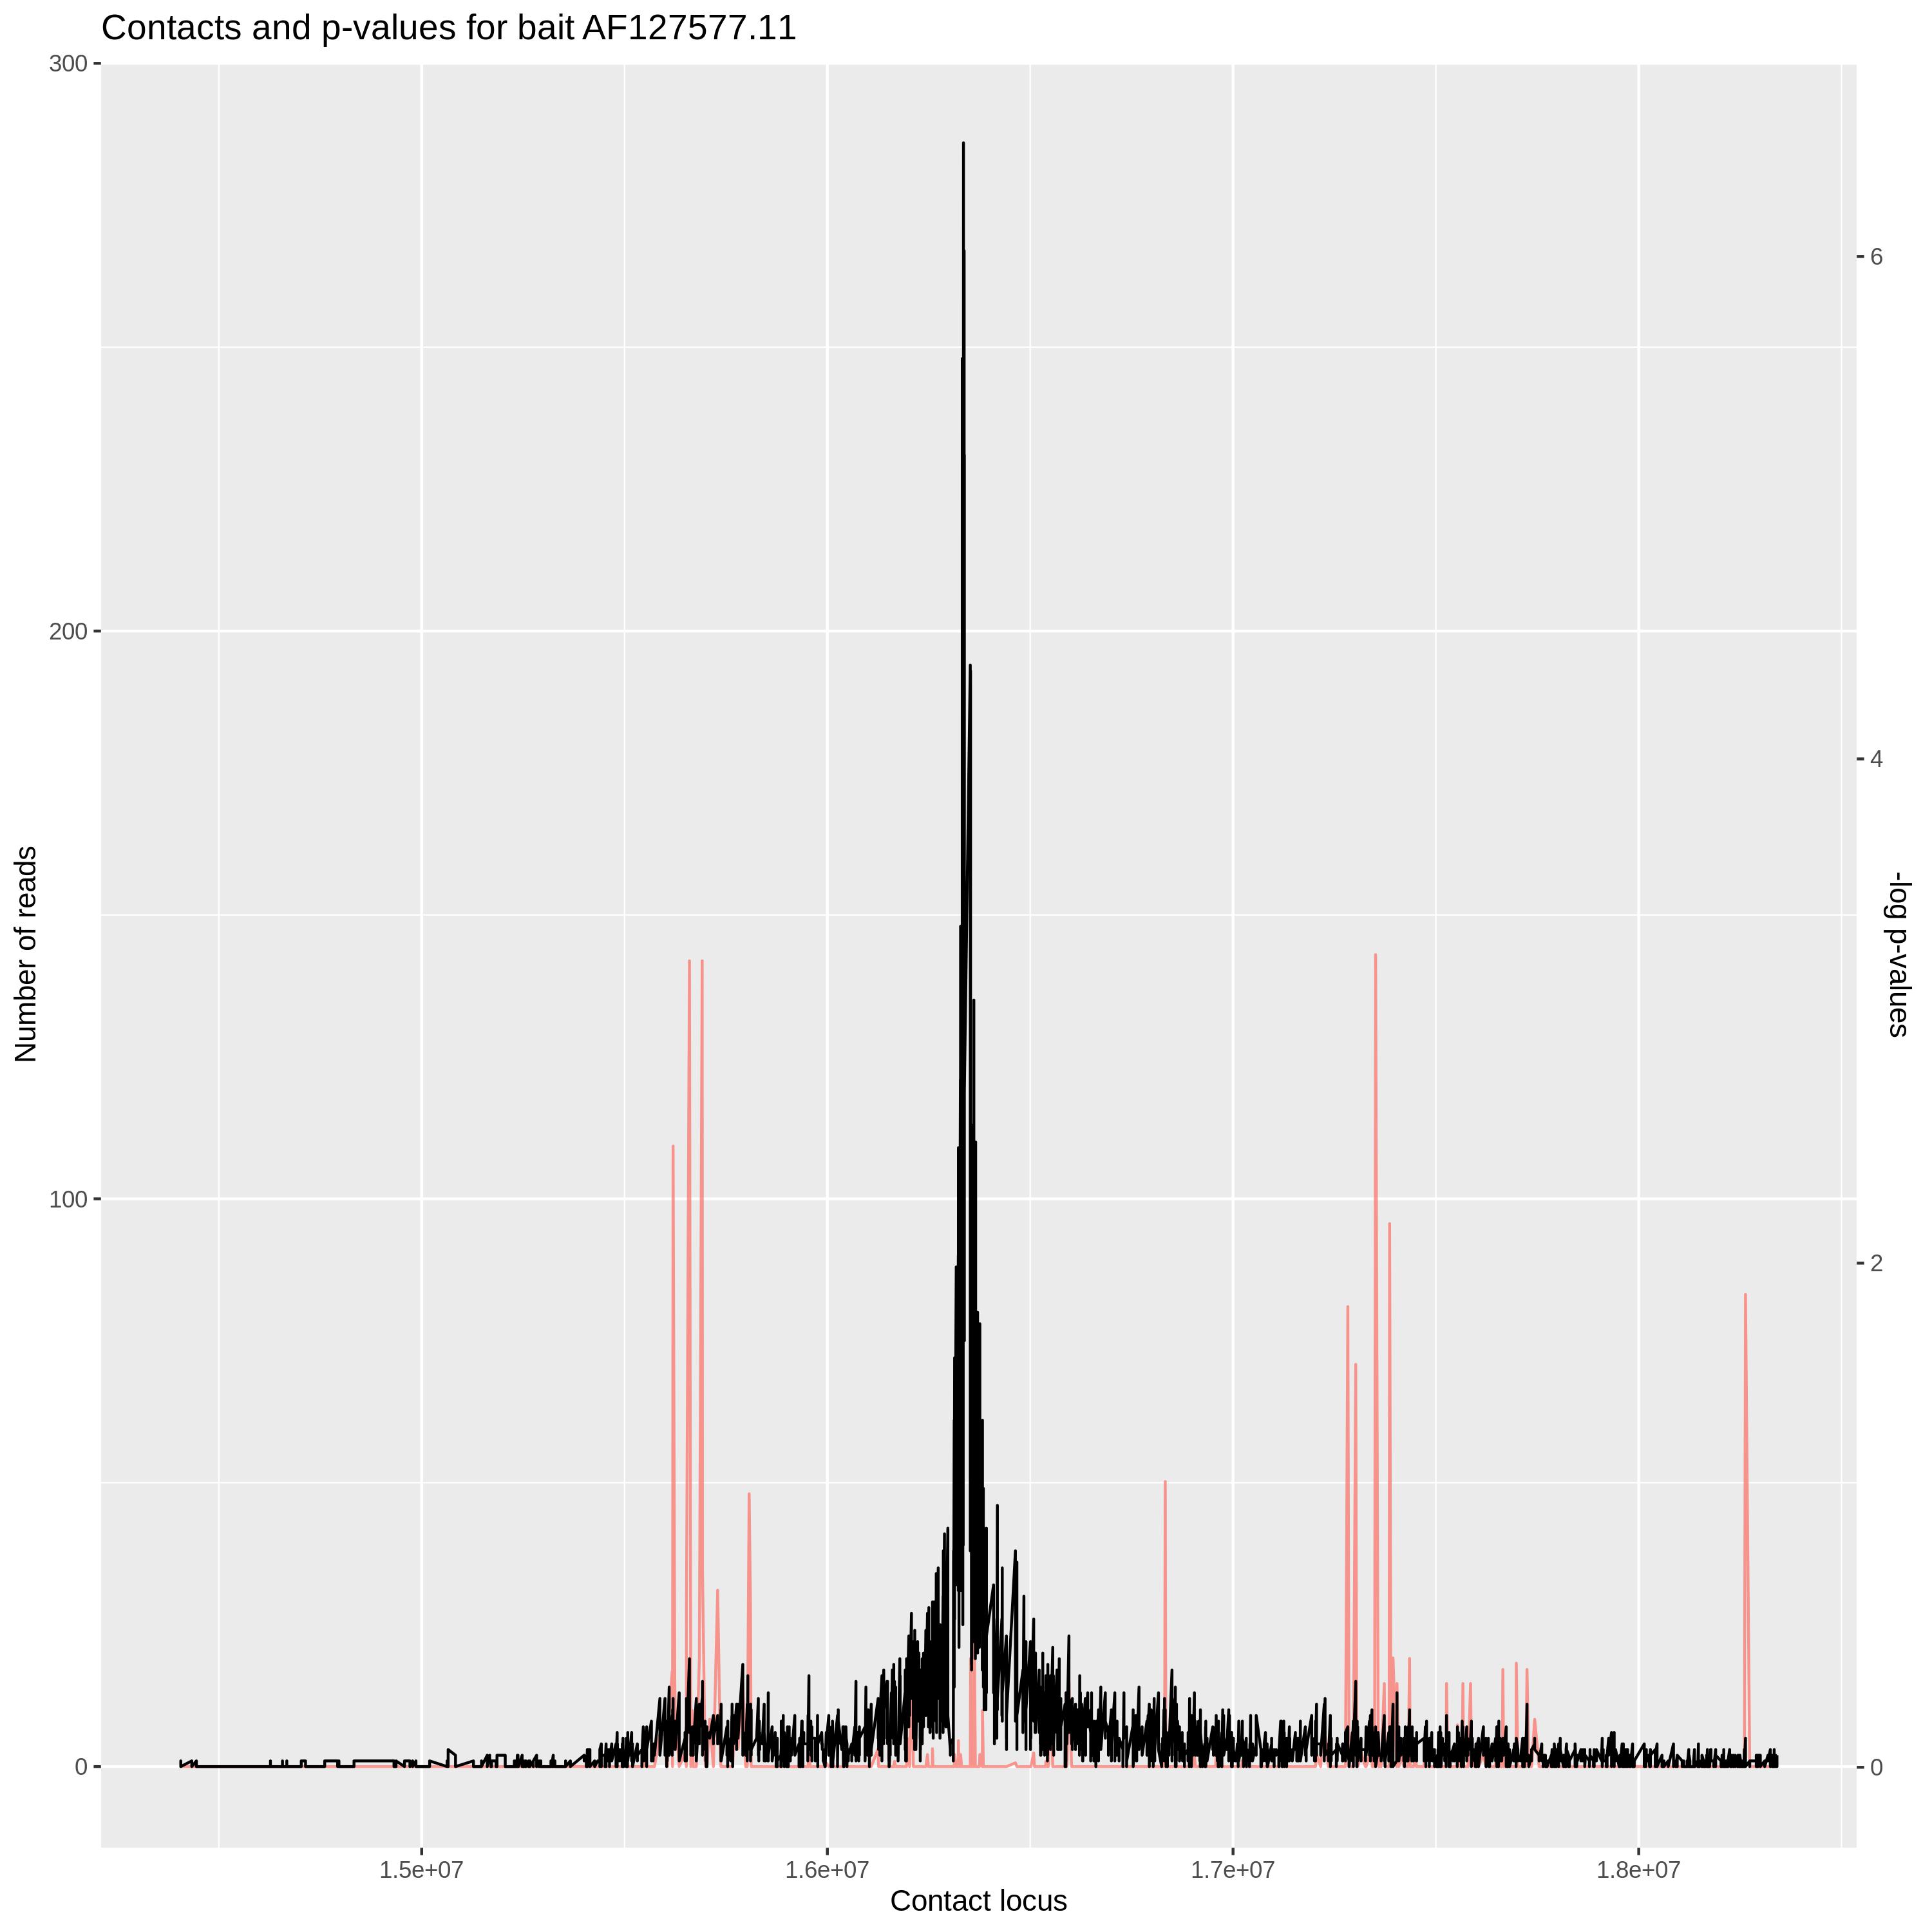 Contacts and p-values for bait AF127577.11
300
200
100
0
6
4
2
0
Number of reads
-log p-values
1.5e+07
1.6e+07
1.7e+07
1.8e+07
Contact locus